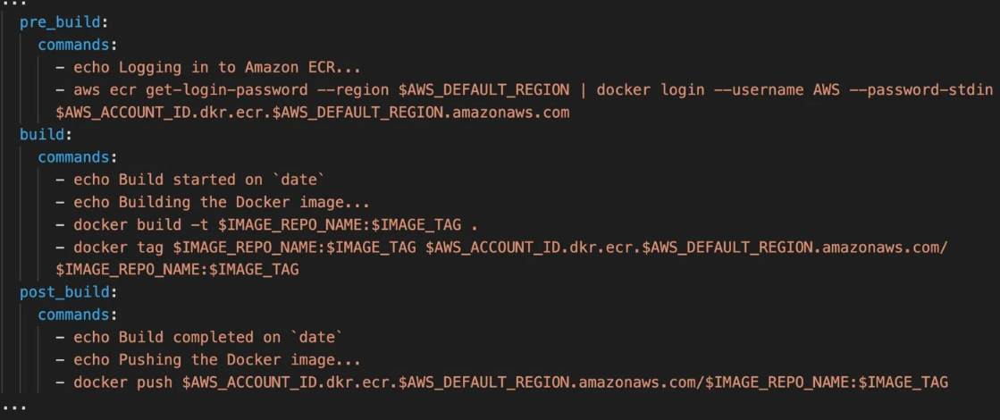 ...
pre_build:
commands:
- echo Logging in to Amazon ECR...
- aws ecr get-login-password --region $AWS_DEFAULT_REGION | docker login --username AWS --password-stdin
$AWS_ACCOUNT_ID.dkr.ecr.$AWS_DEFAULT_REGION.amazonaws.com
build:
commands:
- echo Build started on `date`
- echo Building the Docker image...
- docker build -t $IMAGE_REPO_NAME:$IMAGE_TAG .
- docker tag $IMAGE_REPO_NAME:$IMAGE_TAG $AWS_ACCOUNT_ID.dkr.ecr.$AWS_DEFAULT_REGION.amazonaws.com/
$IMAGE_REPO_NAME:$IMAGE_TAG
post_build:
commands:
- echo Build completed on `date`
- echo Pushing the Docker image...
- docker push $AWS_ACCOUNT_ID.dkr.ecr.$AWS_DEFAULT_REGION.amazonaws.com/$IMAGE_REPO_NAME:$IMAGE_TAG
...